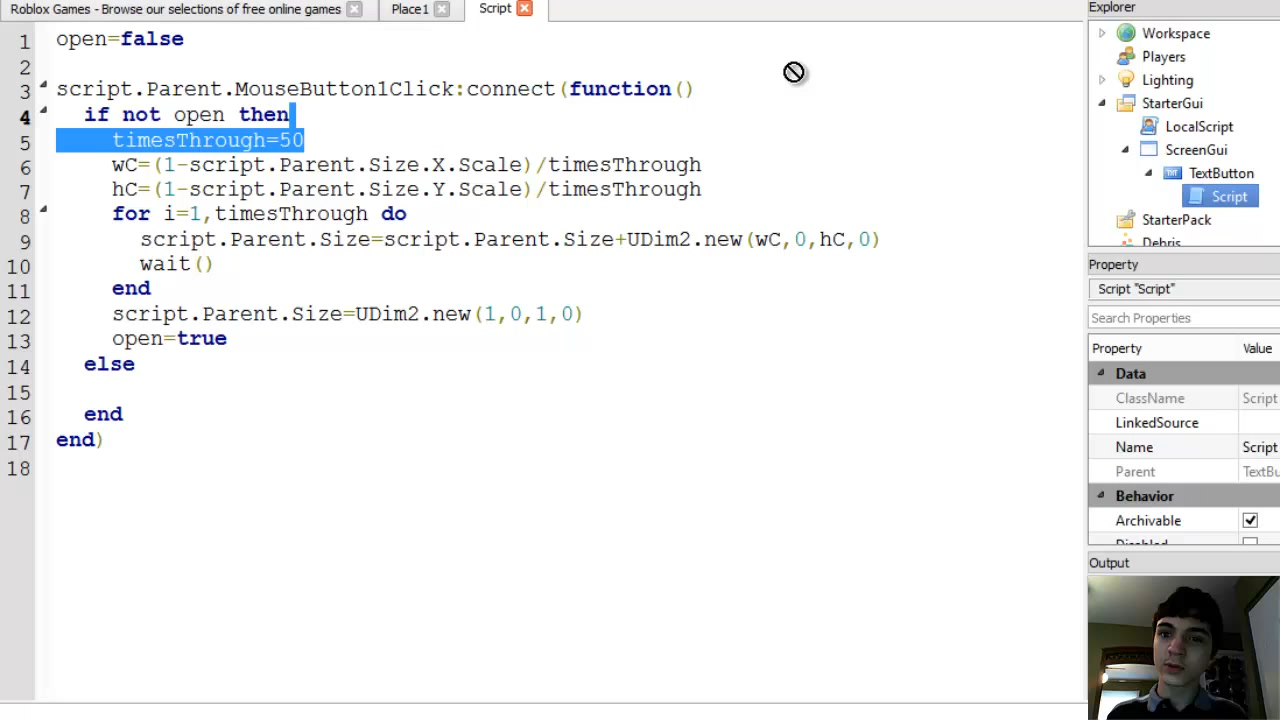 Roblox Games - Browse our selections of free online games
Place1
Script
1 open=false
2
3 script.Parent.MouseButton1Click:connect(function()
4 if not open then
5 timesThrough=50
6 wC=(1-script.Parent.Size.X.Scale)/timesThrough
7 hC=(1-script.Parent.Size.Y.Scale)/timesThrough
8 for i=1,timesThrough do
9 script.Parent.Size=script.Parent.Size+UDim2.new(wC,0,hC,0)
10 wait()
11 end
12 script.Parent.Size=UDim2.new(1,0,1,0)
13 open=true
14 else
15
16 end
17 end)
18
Explorer
Workspace
Players
Lighting
StarterGui
LocalScript
ScreenGui
TXT TextButton
Script
StarterPack
Debris
Property
Script "Script"
Search Properties
Property Value
Data
ClassName Script
LinkedSource
Name Script
Parent TextBu
Behavior
Archivable
Disabled
Output